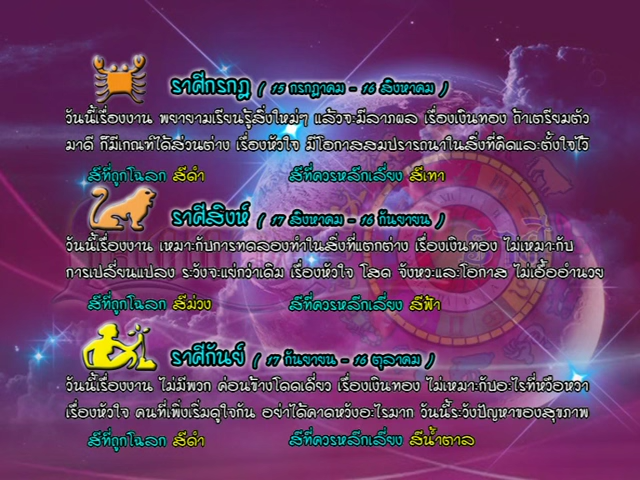 ราศีกรกฎ ( 15 กรกฎาคม - 16 สิงหาคม )
วันนี้เรื่องงาน พยายามเรียนรู้สิ่งใหม่ๆ แล้วจะมีลาภผล เรื่องเงินทอง ถ้าเตรียมตัว
มาดี ก็มีเกณฑ์ได้ส่วนต่าง เรื่องหัวใจ มีโอกาสสมปรารถนาในสิ่งที่คิดและตั้งใจไว้
สีที่ถูกโฉลก สีดำ สีที่ควรหลีกเลี่ยง สีเทา
ราศีสิงห์ ( 17 สิงหาคม - 16 กันยายน )
วันนี้เรื่องงาน เหมาะกับการทดลองทำในสิ่งที่แตกต่าง เรื่องเงินทอง ไม่เหมาะกับ
การเปลี่ยนแปลง ระวังจะแย่กว่าเดิม เรื่องหัวใจ โสด จังหวะและโอกาส ไม่เอื้ออำนวย
สีที่ถูกโฉลก สีม่วง สีที่ควรหลีกเลี่ยง สีฟ้า
ราศีกันย์ ( 17 กันยายน - 16 ตุลาคม )
วันนี้เรื่องงาน ไม่มีพวก ค่อนข้างโดดเดี่ยว เรื่องเงินทอง ไม่เหมาะกับอะไรที่หวือหวา
เรื่องหัวใจ คนที่เพิ่งเริ่มดูใจกัน อย่าได้คาดหวังอะไรมาก วันนี้ระวังปัญหาของสุขภาพ
สีที่ถูกโฉลก สีดำ สีที่ควรหลีกเลี่ยง สีน้ำตาล